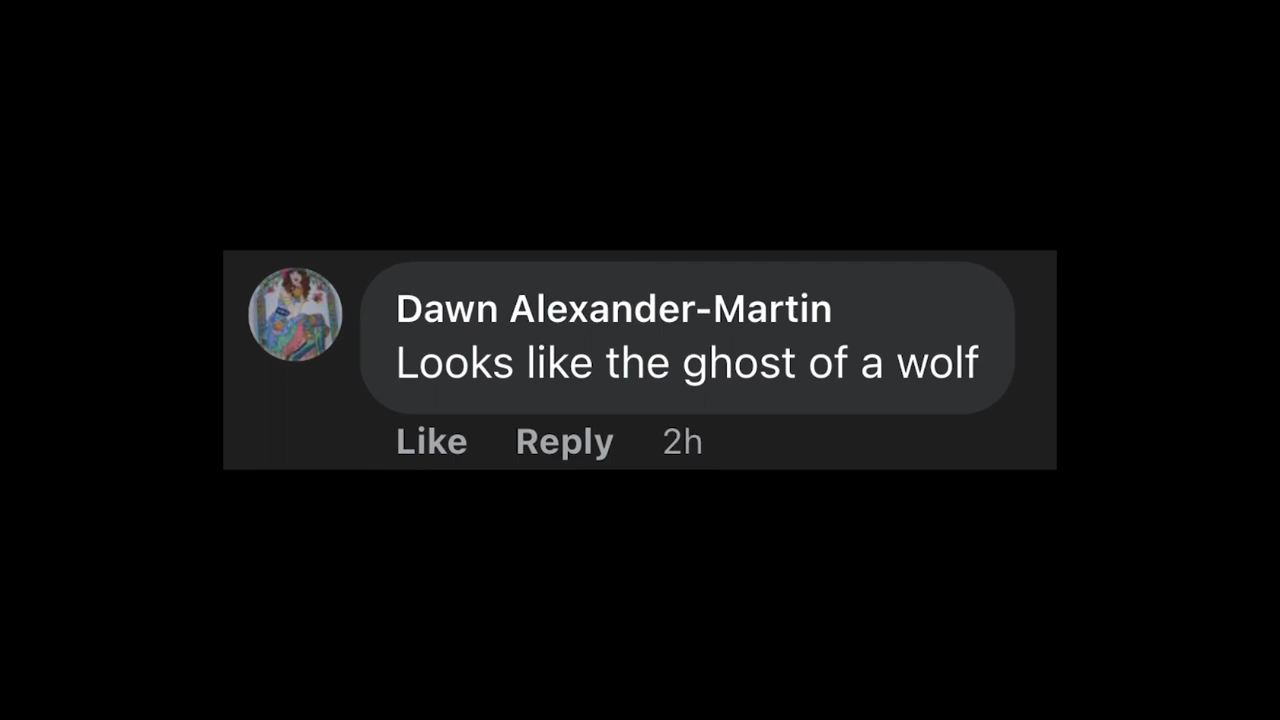 Dawn Alexander-Martin
Looks like the ghost of a wolf
Like Reply 2h